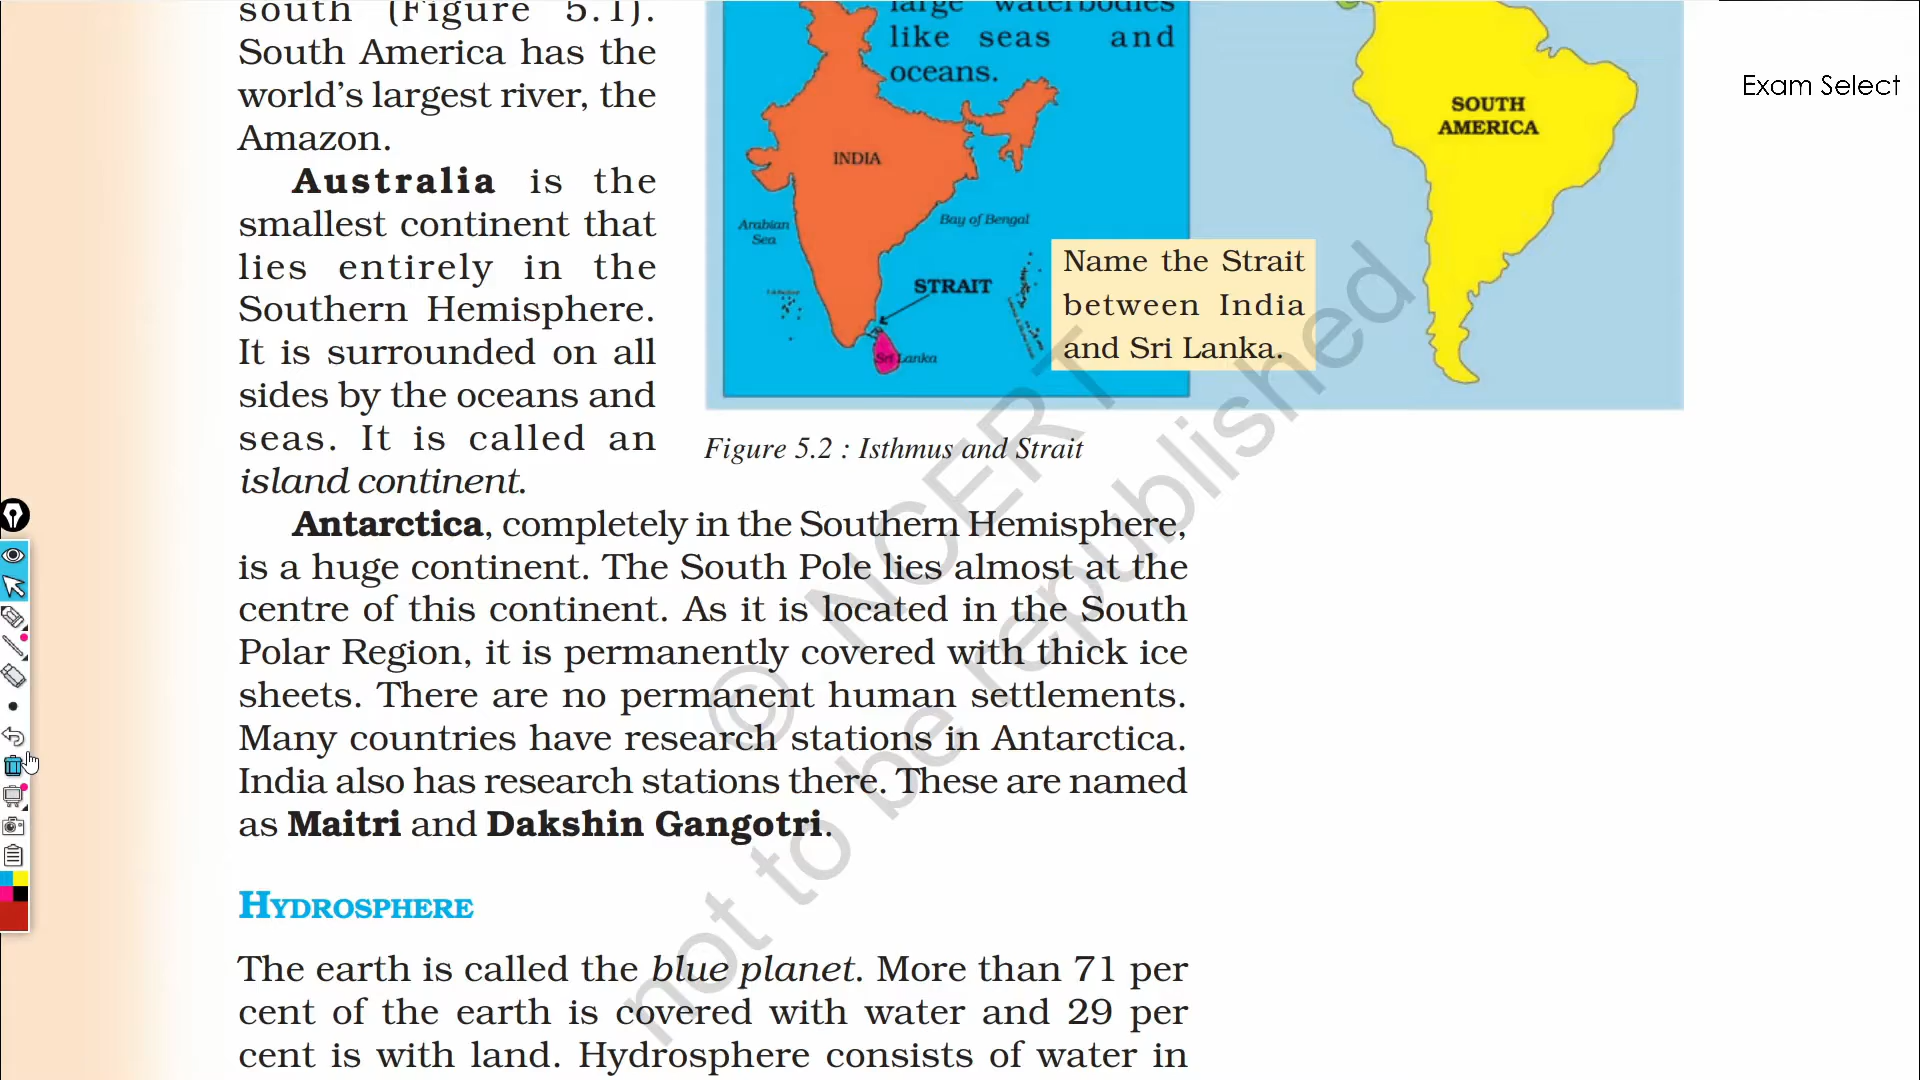 south (Figure 5.1).
South America has the
world's largest river, the
Amazon.
Australia is the
smallest continent that
lies entirely in the
Southern Hemisphere.
It is surrounded on all
sides by the oceans and
seas. It is called an
island continent.
large waterbodies
like seas and
oceans.
INDIA
Arabian
Sea
Bay of Bengal
STRAIT
Sri Lanka
Name the Strait
between India
and Sri Lanka.
SOUTH
AMERICA
Exam Select
Figure 5.2 : Isthmus and Strait
Antarctica, completely in the Southern Hemisphere,
is a huge continent. The South Pole lies almost at the
centre of this continent. As it is located in the South
Polar Region, it is permanently covered with thick ice
sheets. There are no permanent human settlements.
Many countries have research stations in Antarctica.
India also has research stations there. These are named
as Maitri and Dakshin Gangotri.
HYDROSPHERE
The earth is called the blue planet. More than 71 per
cent of the earth is covered with water and 29 per
cent is with land. Hydrosphere consists of water in
© NCERT
not to be republished